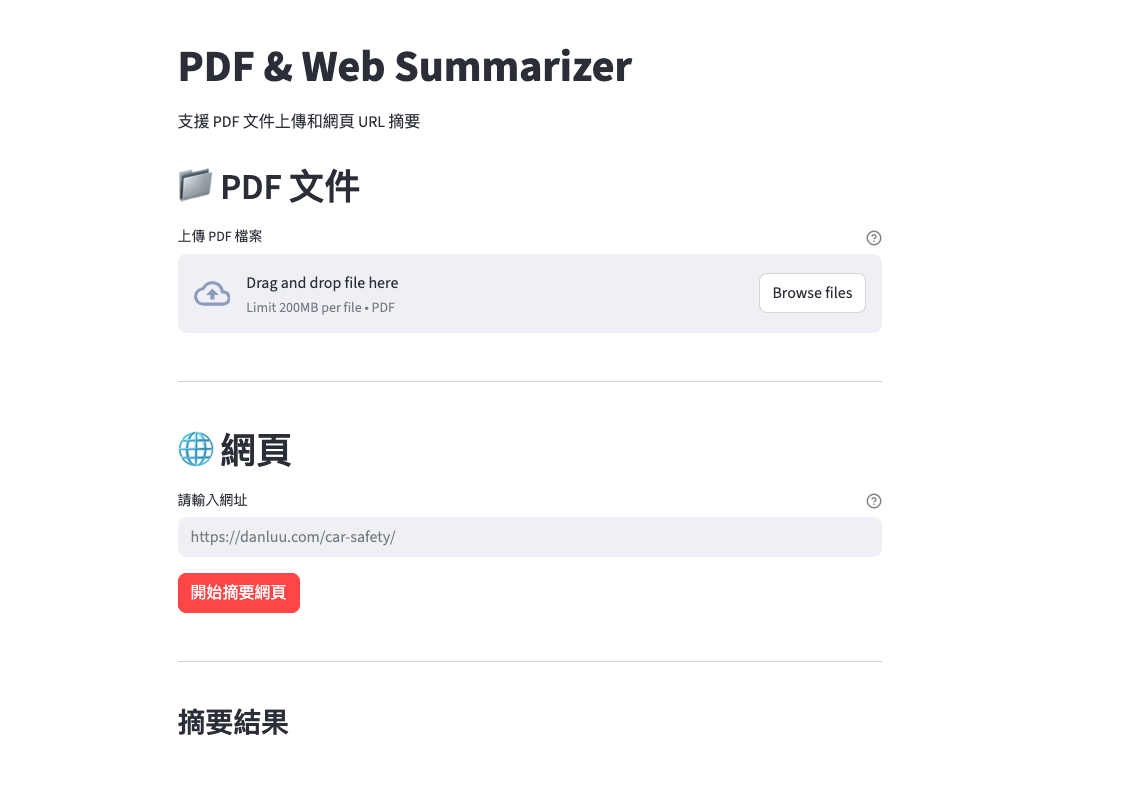 PDF & Web Summarizer
支援 PDF 文件上傳和網頁 URL 摘要
PDF 文件
上傳 PDF 檔案
Drag and drop file here
Limit 200MB per file • PDF
Browse files
網頁
請輸入網址
https://danluu.com/car-safety/
開始摘要網頁
摘要結果